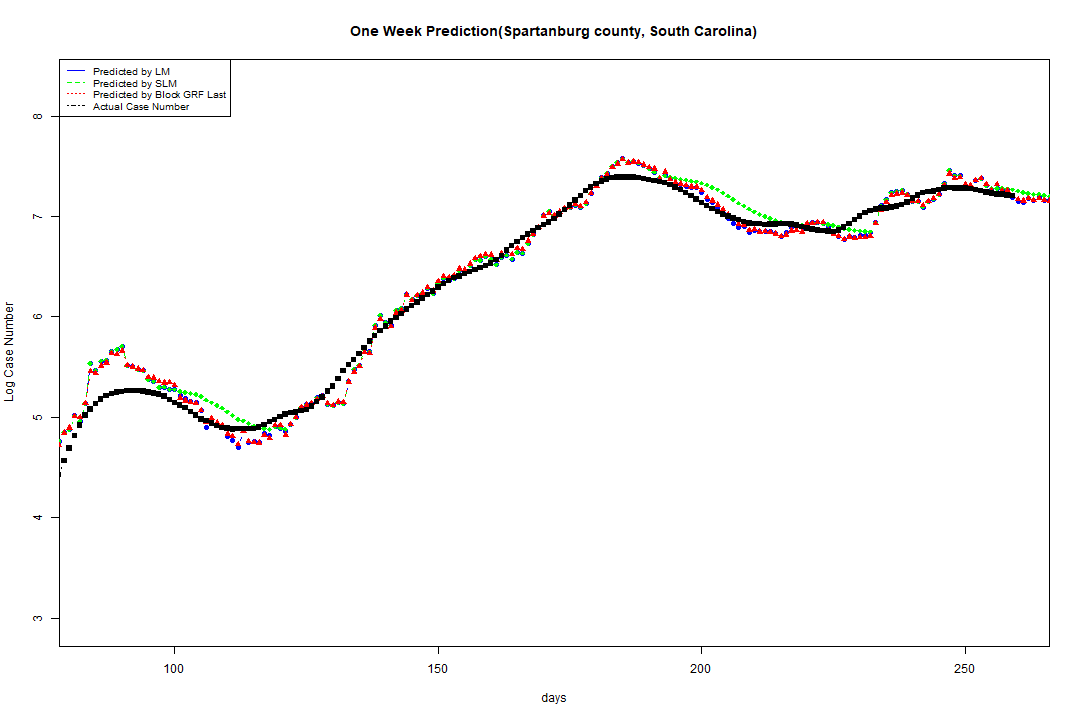 One Week Prediction(Spartanburg county, South Carolina)
Predicted by LM
Predicted by SLM
Predicted by Block GRF Last
Actual Case Number
8
7
6
5
4
3
Log Case Number
100 150 200 250
days